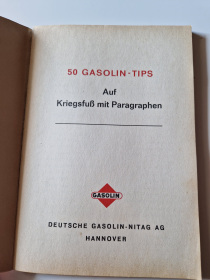 50 GASOLIN-TIPS
Auf
Kriegsfuß mit Paragraphen
GASOLIN
DEUTSCHE GASOLIN-NITAG AG
HANNOVER